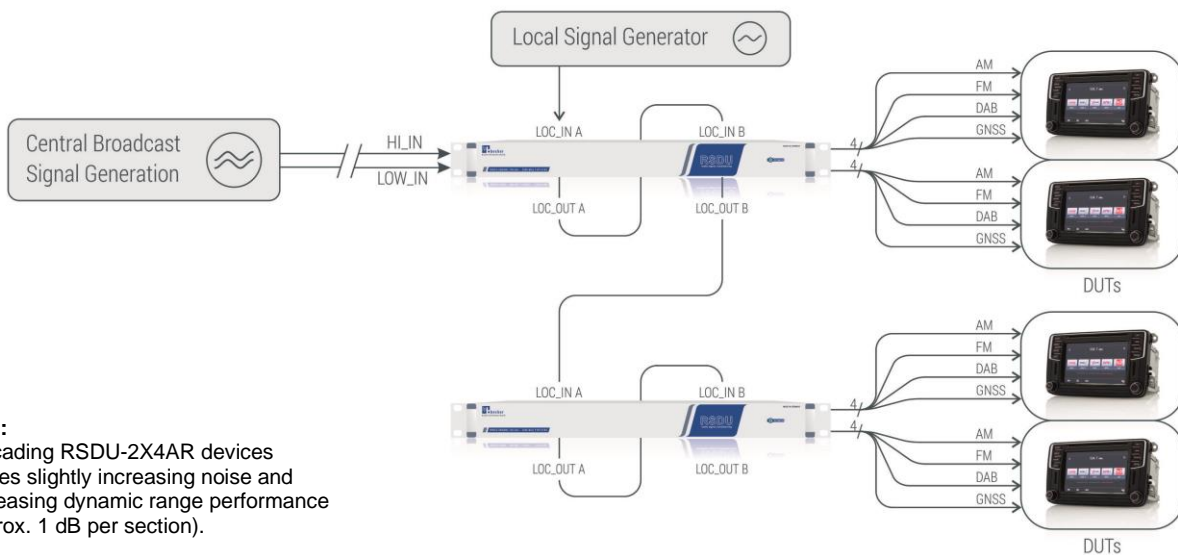 Local Signal Generator
Central Broadcast
Signal Generation
HI_IN
LOW_IN
LOC_IN A
LOC_IN B
RSDU
LOC_OUT A
LOC_OUT B
4
4
AM
FM
DAB
GNSS
AM
FM
DAB
GNSS
DUTs
LOC_IN A
LOC_IN B
RSDU
LOC_OUT A
LOC_OUT B
4
4
AM
FM
DAB
GNSS
AM
FM
DAB
GNSS
DUTs
:
cading RSDU-2X4AR devices
es slightly increasing noise and
easing dynamic range performance
rox. 1 dB per section).